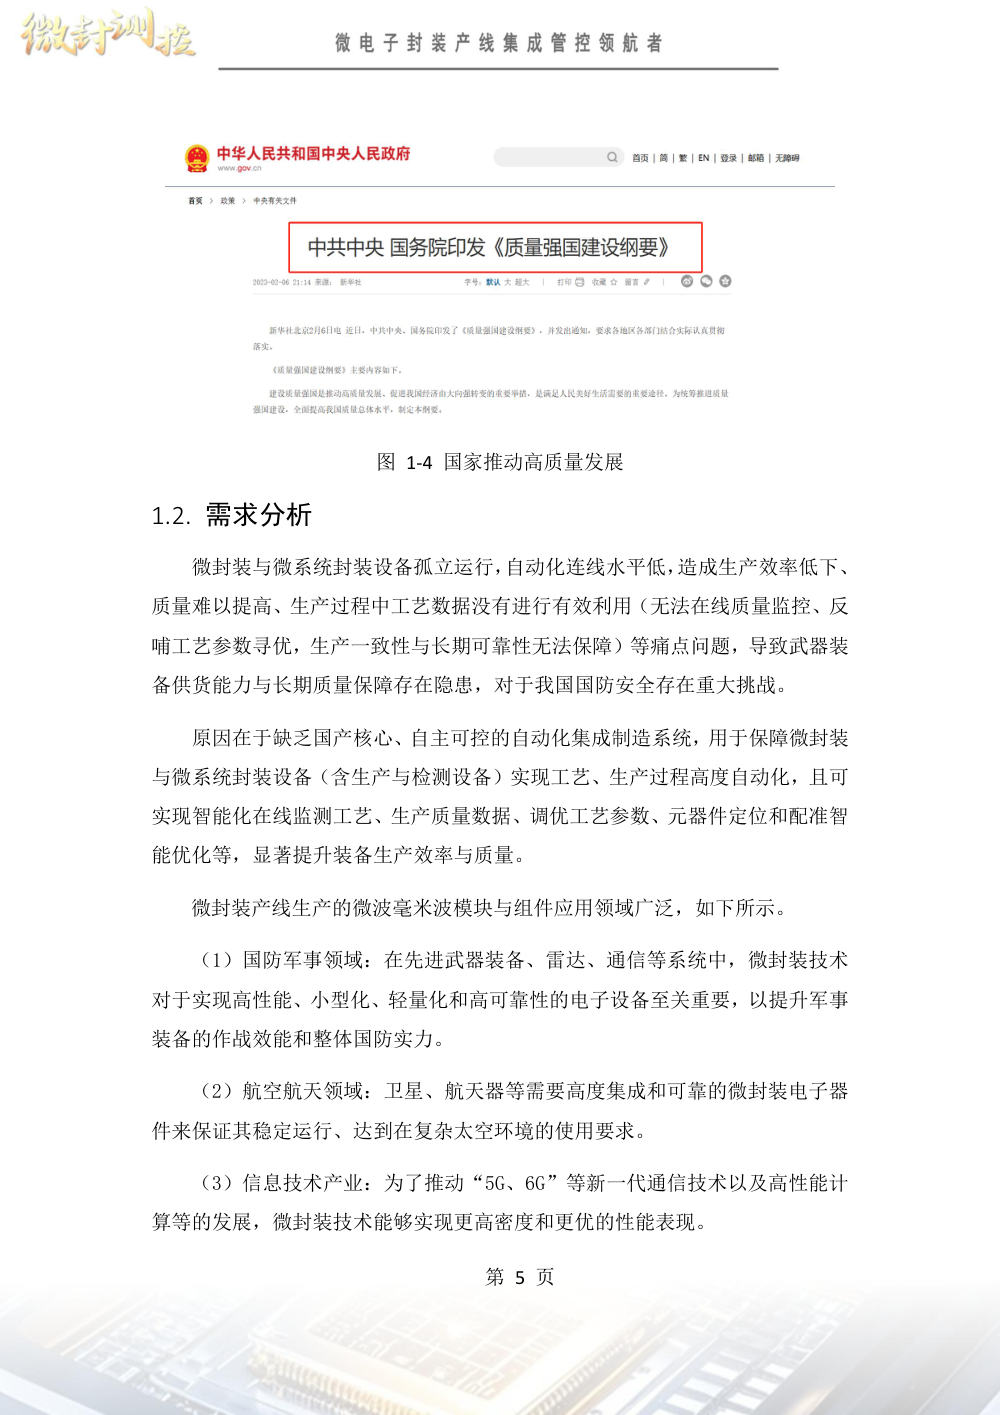 微封测控
微电子封装产线集成管控领航者
中华人民共和国中央人民政府
www.gov.cn
首页 | 简 | 繁 | EN | 登录 | 邮箱 | 无障碍
首页 > 政策 > 中央有关文件
中共中央 国务院印发《质量强国建设纲要》
2023-02-06 21:14 来源： 新华社 字号：默认 大 超大 | 打印 收藏 留言 |
新华社北京2月6日电 近日，中共中央、国务院印发了《质量强国建设纲要》，并发出通知，要求各地区各部门结合实际认真贯彻
落实。
《质量强国建设纲要》主要内容如下。
建设质量强国是推动高质量发展、促进我国经济由大向强转变的重要举措，是满足人民美好生活需要的重要途径。为统筹推进质量
强国建设，全面提高我国质量总体水平，制定本纲要。
图 1-4 国家推动高质量发展
1.2. 需求分析
微封装与微系统封装设备孤立运行，自动化连线水平低，造成生产效率低下、
质量难以提高、生产过程中工艺数据没有进行有效利用（无法在线质量监控、反
哺工艺参数寻优，生产一致性与长期可靠性无法保障）等痛点问题，导致武器装
备供货能力与长期质量保障存在隐患，对于我国国防安全存在重大挑战。
原因在于缺乏国产核心、自主可控的自动化集成制造系统，用于保障微封装
与微系统封装设备（含生产与检测设备）实现工艺、生产过程高度自动化，且可
实现智能化在线监测工艺、生产质量数据、调优工艺参数、元器件定位和配准智
能优化等，显著提升装备生产效率与质量。
微封装产线生产的微波毫米波模块与组件应用领域广泛，如下所示。
（1）国防军事领域：在先进武器装备、雷达、通信等系统中，微封装技术
对于实现高性能、小型化、轻量化和高可靠性的电子设备至关重要，以提升军事
装备的作战效能和整体国防实力。
（2）航空航天领域：卫星、航天器等需要高度集成和可靠的微封装电子器
件来保证其稳定运行、达到在复杂太空环境的使用要求。
（3）信息技术产业：为了推动“5G、6G”等新一代通信技术以及高性能计
算等的发展，微封装技术能够实现更高密度和更优的性能表现。
第 5 页